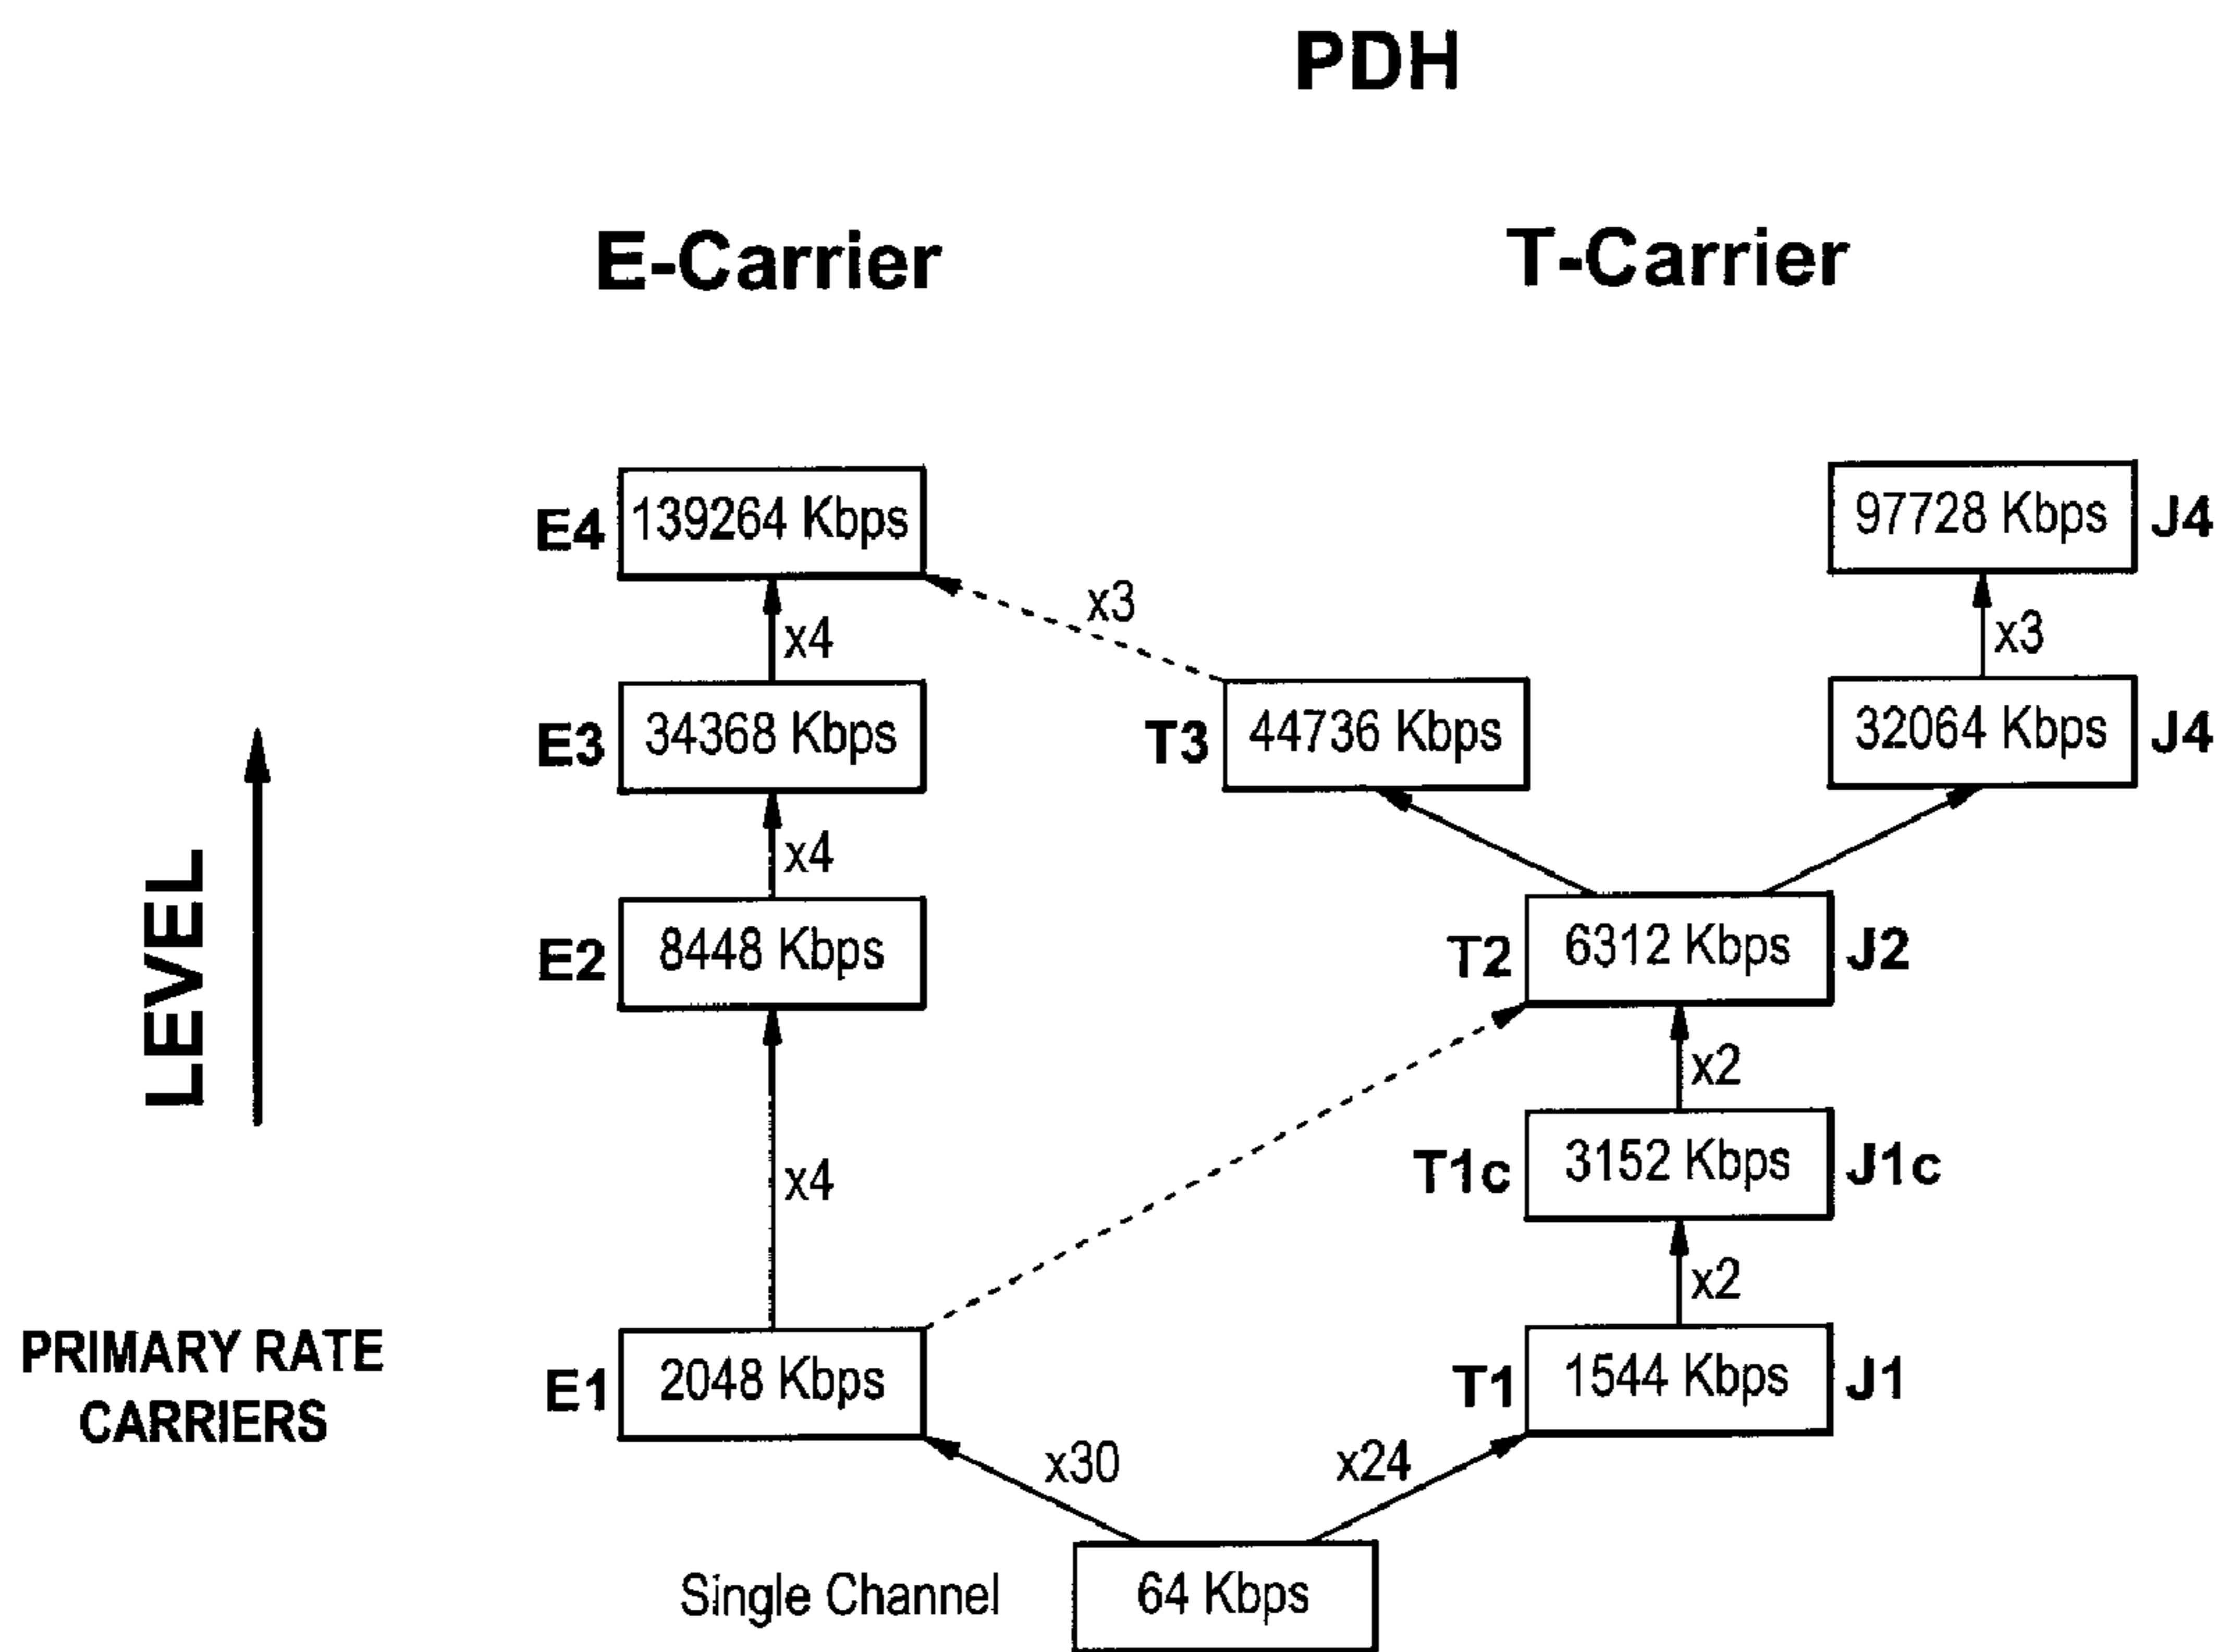 PDH
E-Carrier
T-Carrier
E4
139264 Kbps
97728 Kbps
J4
x3
x4
x3
E3
34368 Kbps
T3
44736 Kbps
32064 Kbps
J4
x4
LEVEL
E2
8448 Kbps
T2
6312 Kbps
J2
x2
x4
T1c
3152 Kbps
J1c
x2
PRIMARY RATE
CARRIERS
E1
2048 Kbps
T1
1544 Kbps
J1
x30
x24
Single Channel
64 Kbps